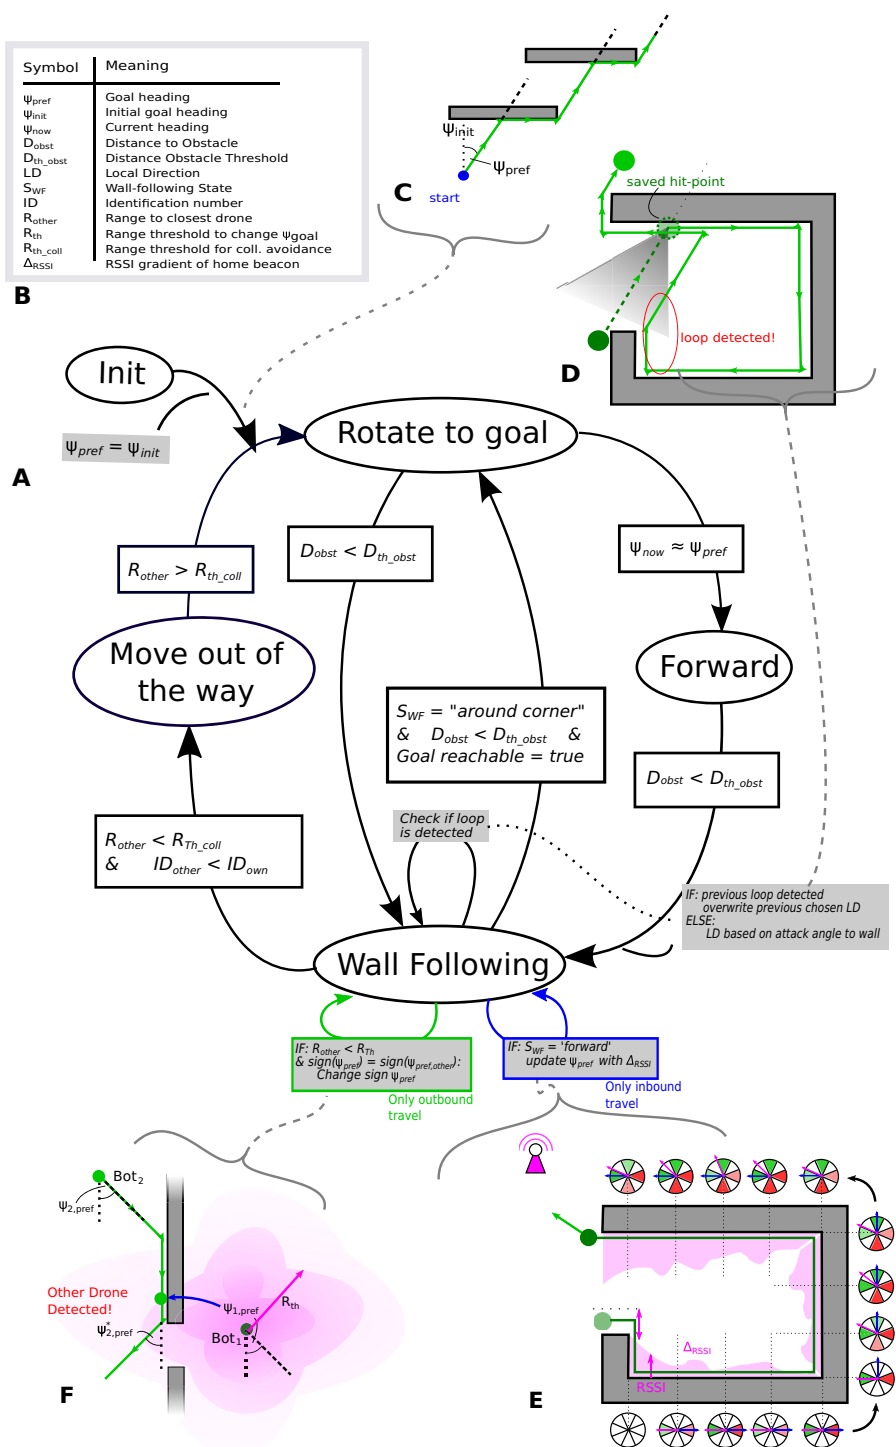 Symbol Meaning
ψpref Goal heading
ψinit Initial goal heading
ψnow Current heading
Dobst Distance to Obstacle
Dth_obst Distance Obstacle Threshold
LD Local Direction
SWF Wall-following State
ID Identification number
Rother Range to closest drone
Rth Range threshold to change ψgoal
Rth_coll Range threshold for coll. avoidance
ΔRSSI RSSI gradient of home beacon
B
ψinit
ψpref
start
C
saved hit-point
loop detected!
D
A
Init
ψpref = ψinit
Rotate to goal
Rother > Rth_coll
Dobst < Dth_obst
ψnow ≈ ψpref
Move out of
the way
Forward
SWF = "around corner"
& Dobst < Dth_obst &
Goal reachable = true
Dobst < Dth_obst
Rother < RTh_coll
& IDother < IDown
Check if loop
is detected
IF: previous loop detected
overwrite previous chosen LD
ELSE:
LD based on attack angle to wall
Wall Following
IF: Rother < RTh
& sign(ψpref) = sign(ψpref,other):
Change sign ψpref
Only outbound
travel
IF: SWF = 'forward'
update ψpref with ΔRSSI
Only inbound
travel
Bot2
ψ2,pref
Other Drone
Detected!
ψ*2,pref
ψ1,pref
Rth
Bot1
F
ΔRSSI
RSSI
E